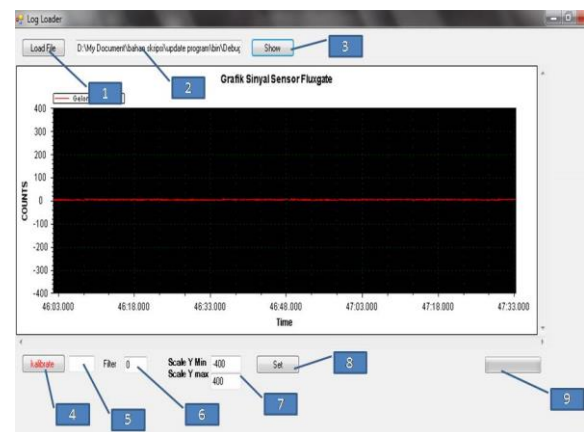 Log Loader
Load File D:\My Document\bahan skripsi\update program\bin\Debug Show
1 2 3
Grafik Sinyal Sensor Fluxgate
400
300
200
100
0
-100
-200
-300
-400
COUNTS
46:03.000 46:18.000 46:33.000 46:48.000 47:03.000 47:18.000 47:33.000
Time
kalibrate Filter 0 Scale Y Min -400 Set
Scale Y max 400
4 5 6 7 8 9